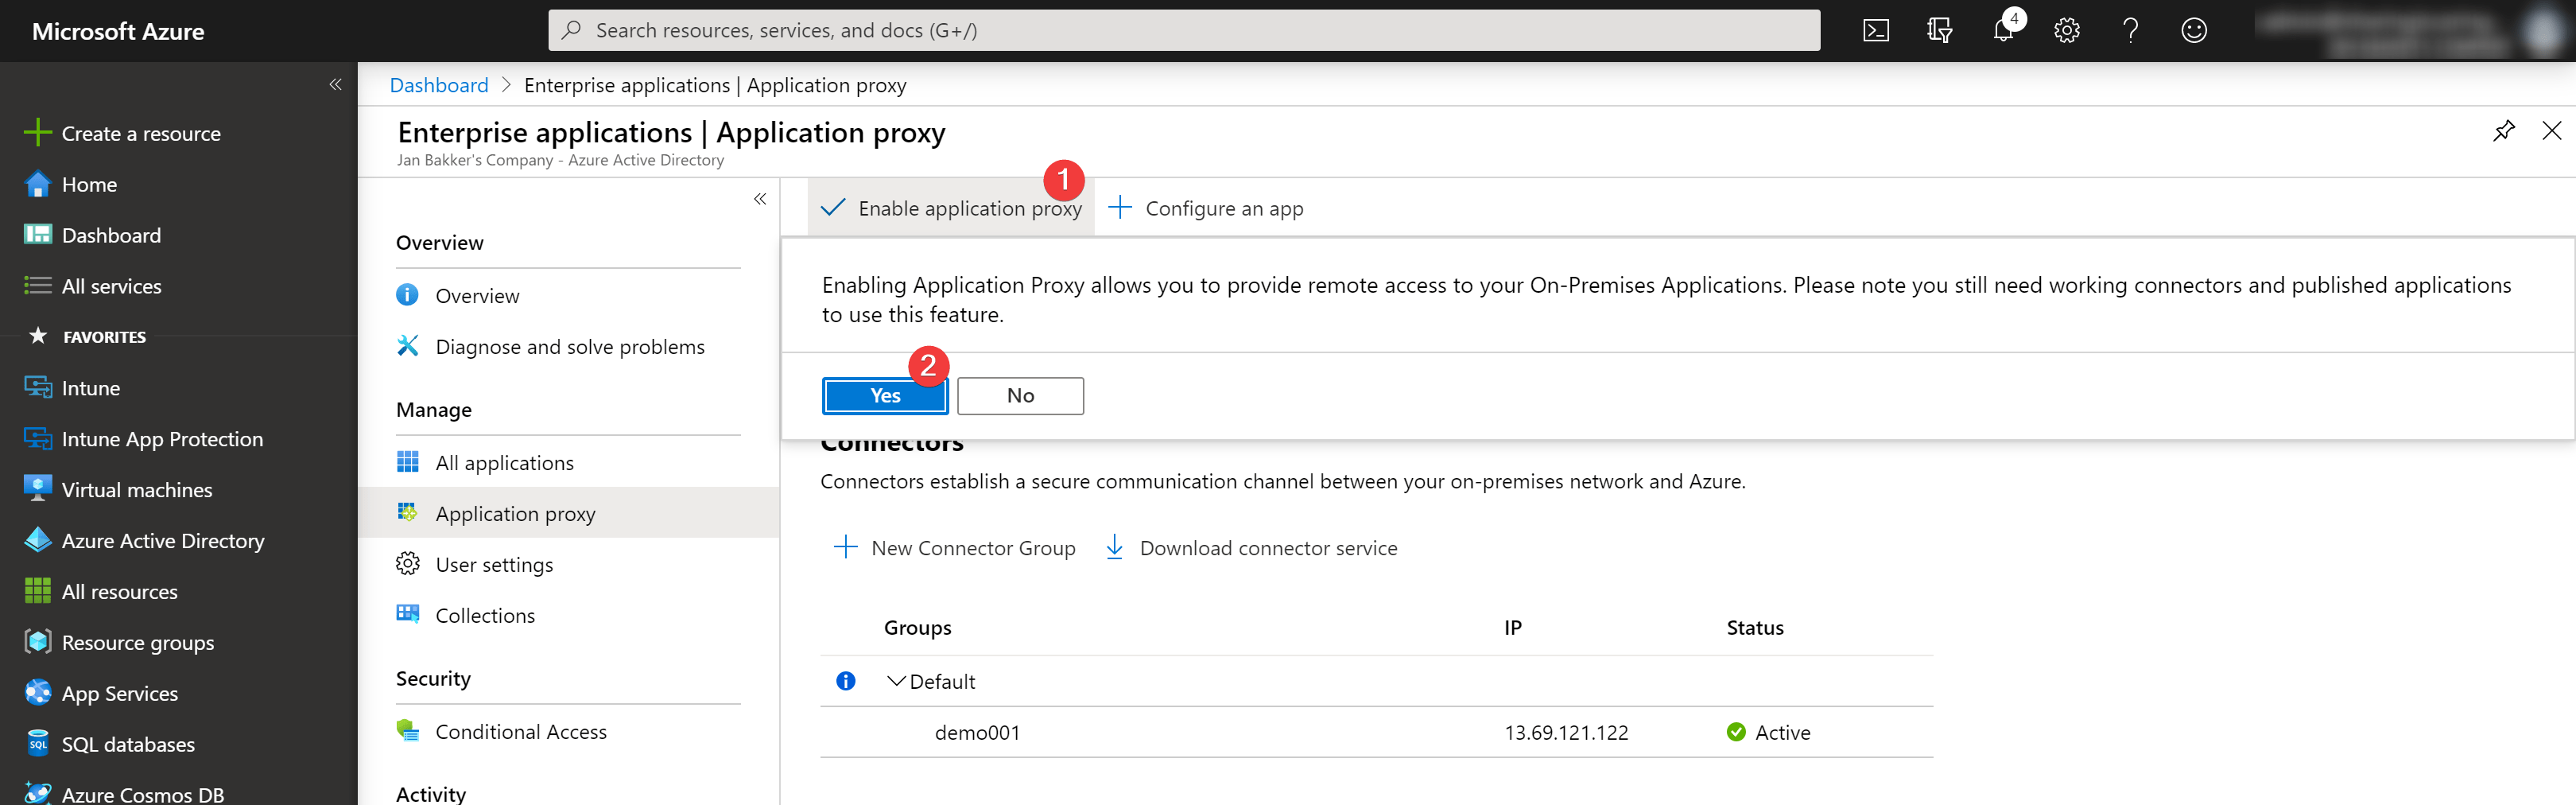 Microsoft Azure
Search resources, services, and docs (G+/)
4
Dashboard > Enterprise applications | Application proxy
Enterprise applications | Application proxy
Jan Bakker's Company - Azure Active Directory
Create a resource
Home
Dashboard
All services
FAVORITES
Intune
Intune App Protection
Virtual machines
Azure Active Directory
All resources
Resource groups
App Services
SQL
SQL databases
Azure Cosmos DB
Overview
Overview
Diagnose and solve problems
Manage
All applications
Application proxy
User settings
Collections
Security
Conditional Access
Activity
1
Enable application proxy
Configure an app
Enabling Application Proxy allows you to provide remote access to your On-Premises Applications. Please note you still need working connectors and published applications
to use this feature.
2
Yes
No
Connectors
Connectors establish a secure communication channel between your on-premises network and Azure.
New Connector Group
Download connector service
Groups IP Status
Default
demo001 13.69.121.122 Active